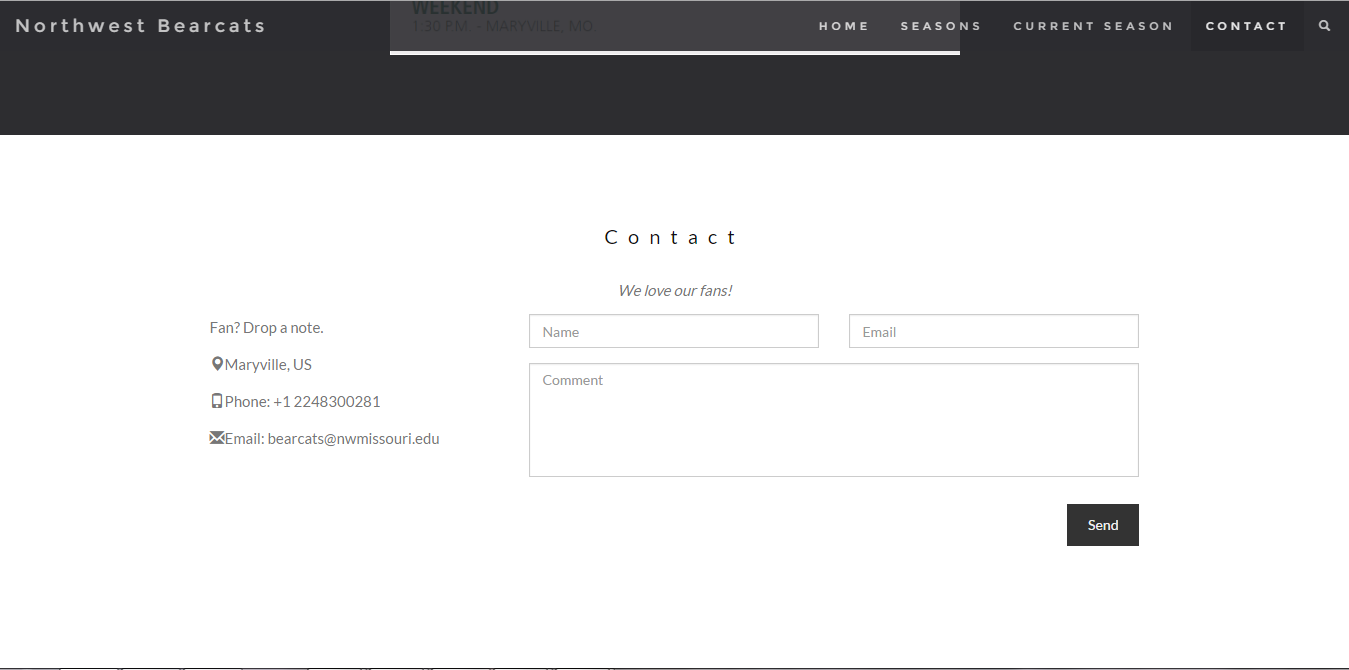 Northwest Bearcats
WEEKEND
1:30 P.M. - MARYVILLE, MO.
HOME SEASONS CURRENT SEASON CONTACT
Contact
We love our fans!
Fan? Drop a note.
Maryville, US
Phone: +1 2248300281
Email: bearcats@nwmissouri.edu
Name Email
Comment
Send